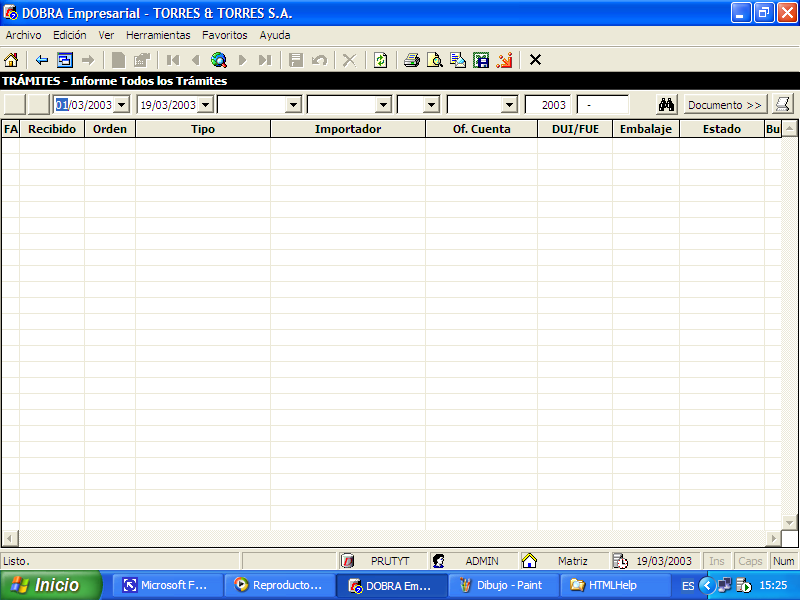 DOBRA Empresarial - TORRES & TORRES S.A.
Archivo Edición Ver Herramientas Favoritos Ayuda
TRÁMITES - Informe Todos los Trámites
01/03/2003 19/03/2003 2003 - Documento >>
FA Recibido Orden Tipo Importador Of. Cuenta DUI/FUE Embalaje Estado Bu
Listo. PRUTYT ADMIN Matriz 19/03/2003 Ins Caps Num
Inicio Microsoft F... Reproducto... DOBRA Em... Dibujo - Paint HTMLHelp ES 15:25